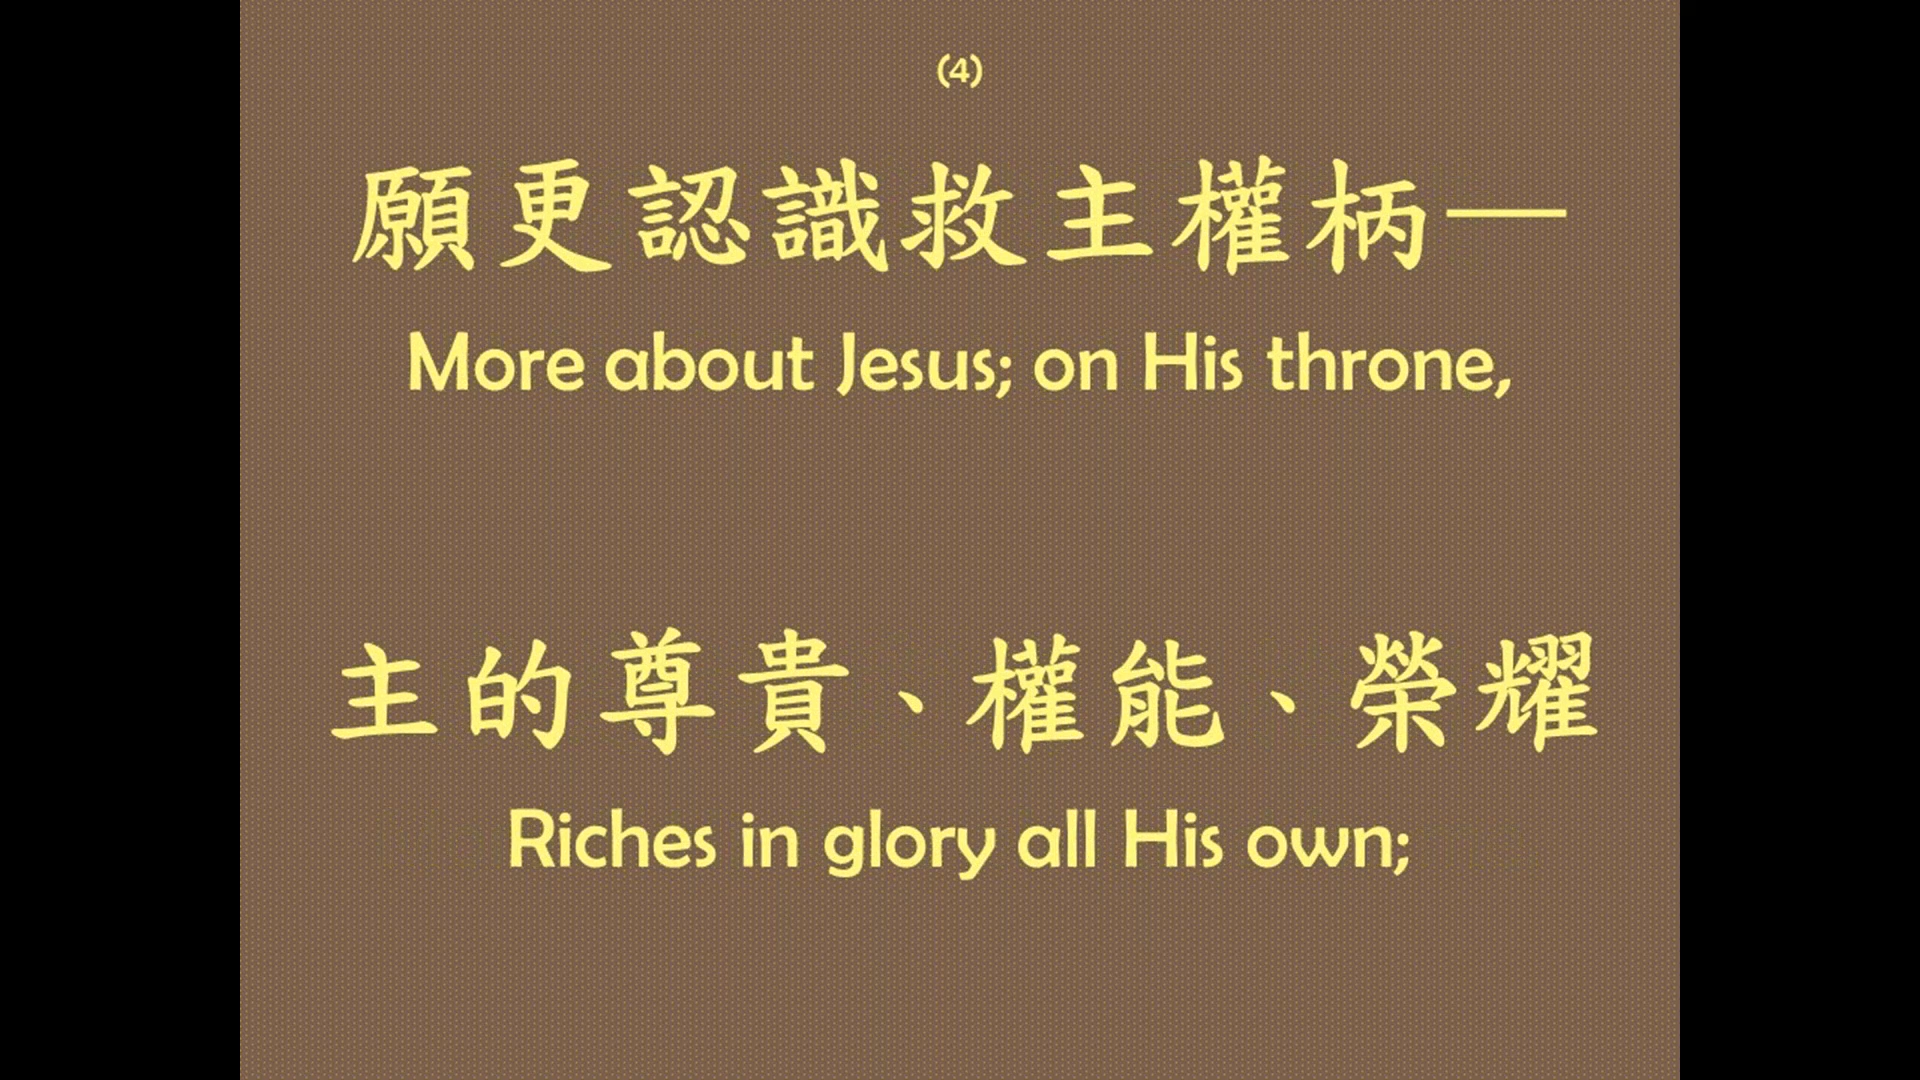 (4)
願更認識救主權柄—
More about Jesus; on His throne,
主的尊貴、權能、榮耀
Riches in glory all His own;